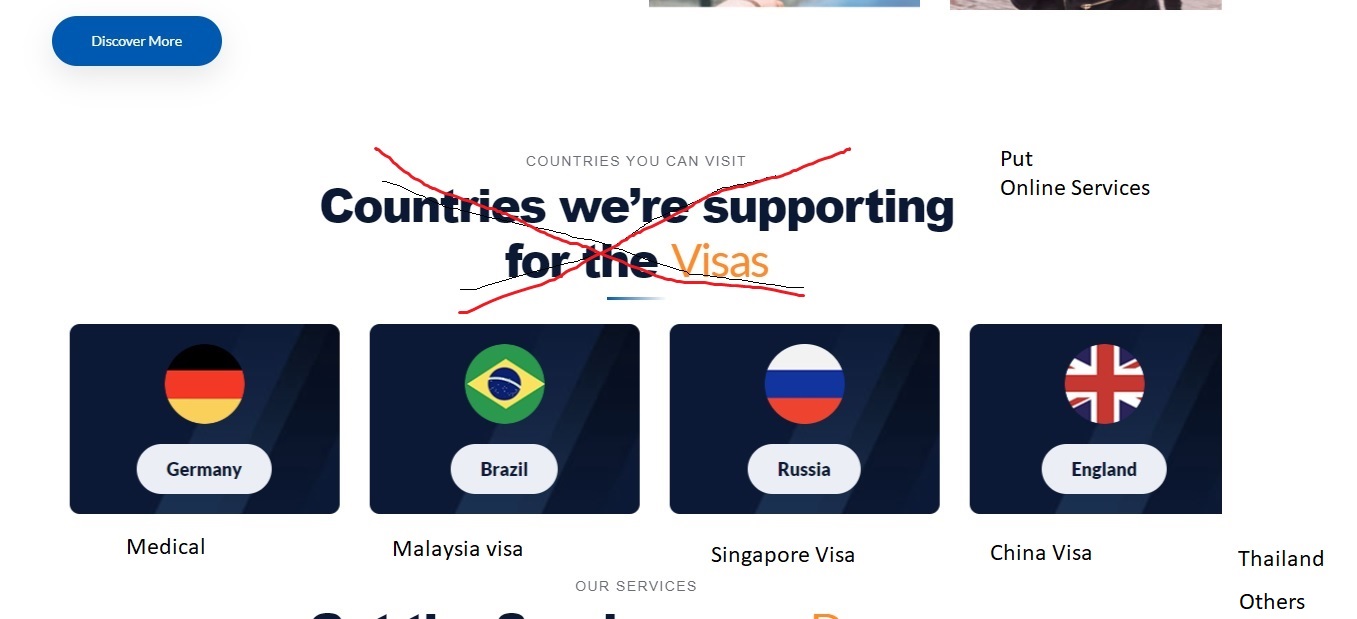 Discover More
COUNTRIES YOU CAN VISIT
Put
Online Services
Countries we’re supporting
for the Visas
Germany
Brazil
Russia
England
Medical
Malaysia visa
Singapore Visa
China Visa
Thailand
Others
OUR SERVICES